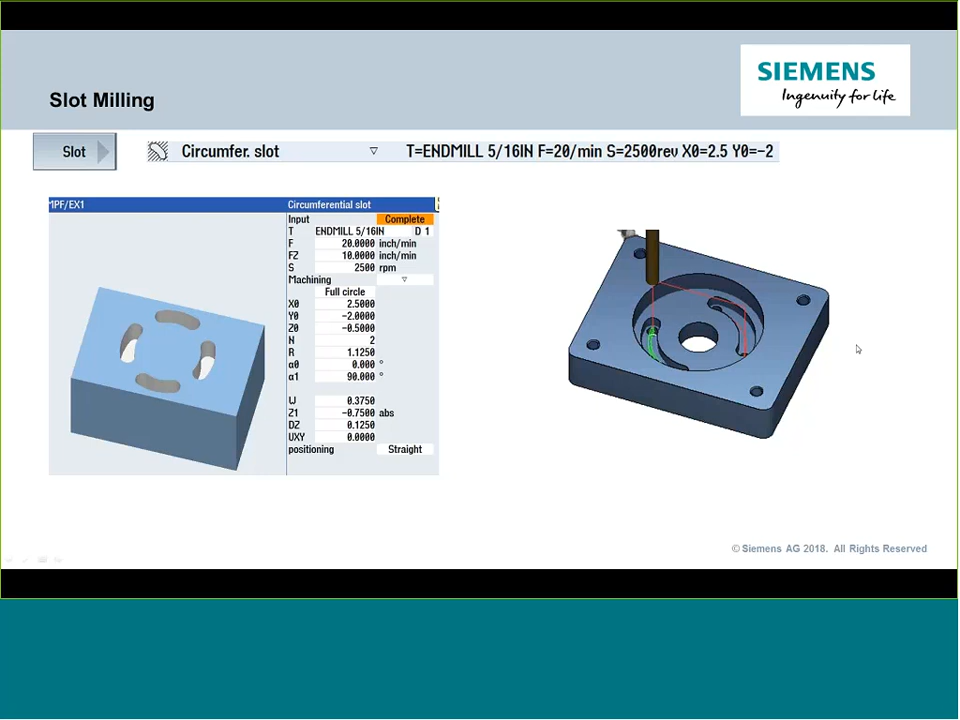 SIEMENS
Ingenuity for life
Slot Milling
Slot
Circumfer. slot
T=ENDMILL 5/16IN F=20/min S=2500rev X0=2.5 Y0=-2
MPF/EX1
Circumferential slot
Input Complete
T ENDMILL 5/16IN D 1
F 20.0000 inch/min
FZ 10.0000 inch/min
S 2500 rpm
Machining ▽
Full circle
X0 2.5000
Y0 -2.0000
Z0 -0.5000
N 2
R 1.1250
α0 0.000 °
α1 90.000 °
W 0.3750
Z1 -0.7500 abs
DZ 0.1250
UXY 0.0000
positioning Straight
© Siemens AG 2018. All Rights Reserved